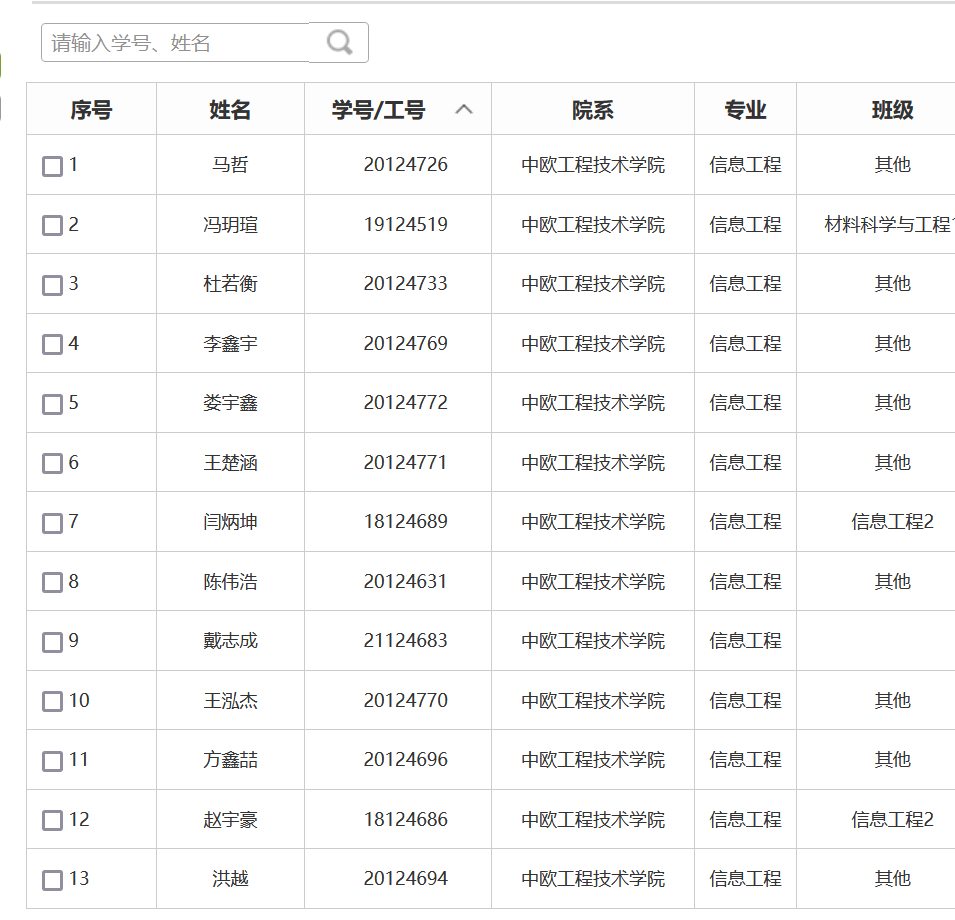 请输入学号、姓名
序号 姓名 学号/工号 院系 专业 班级
1 马哲 20124726 中欧工程技术学院 信息工程 其他
2 冯玥瑄 19124519 中欧工程技术学院 信息工程 材料科学与工程
3 杜若衡 20124733 中欧工程技术学院 信息工程 其他
4 李鑫宇 20124769 中欧工程技术学院 信息工程 其他
5 娄宇鑫 20124772 中欧工程技术学院 信息工程 其他
6 王楚涵 20124771 中欧工程技术学院 信息工程 其他
7 闫炳坤 18124689 中欧工程技术学院 信息工程 信息工程2
8 陈伟浩 20124631 中欧工程技术学院 信息工程 其他
9 戴志成 21124683 中欧工程技术学院 信息工程
10 王泓杰 20124770 中欧工程技术学院 信息工程 其他
11 方鑫喆 20124696 中欧工程技术学院 信息工程 其他
12 赵宇豪 18124686 中欧工程技术学院 信息工程 信息工程2
13 洪越 20124694 中欧工程技术学院 信息工程 其他